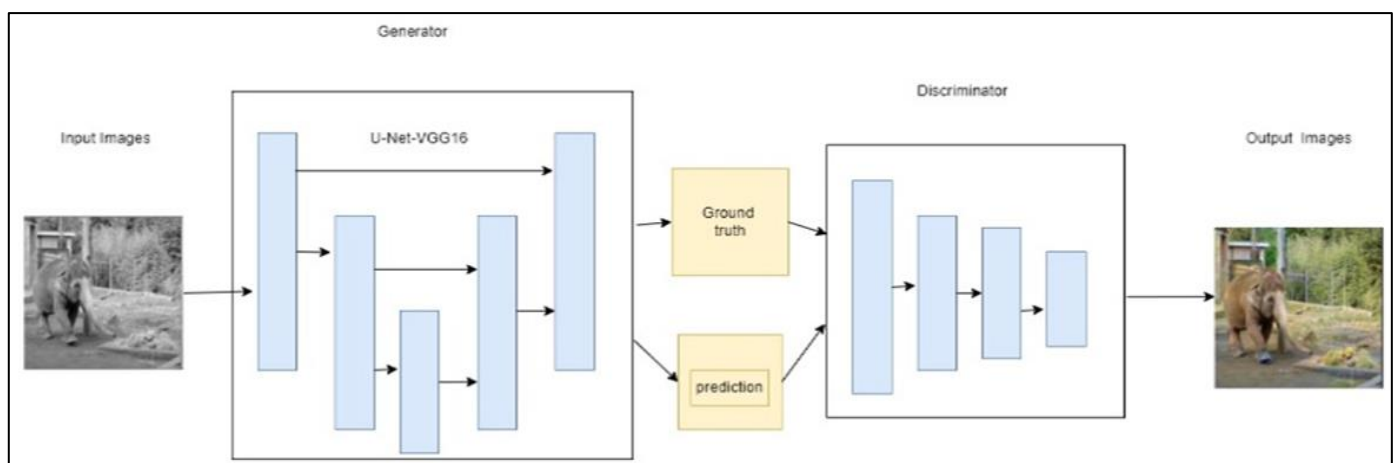 Generator
Discriminator
Input Images
U-Net-VGG16
Output Images
Ground
truth
prediction